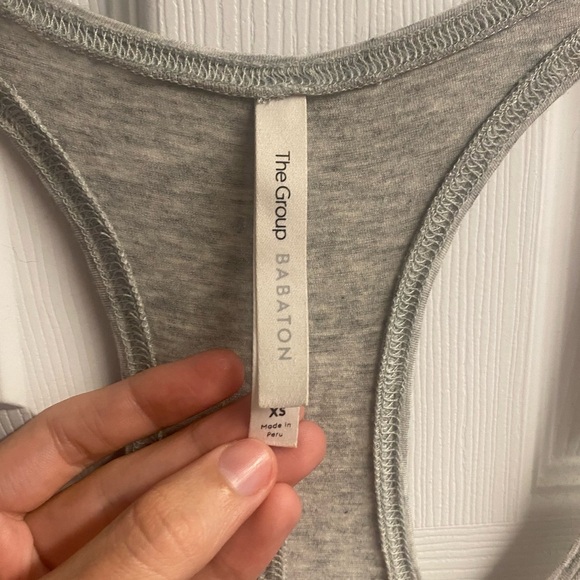 The Group BABATON
XS
Made in
Peru